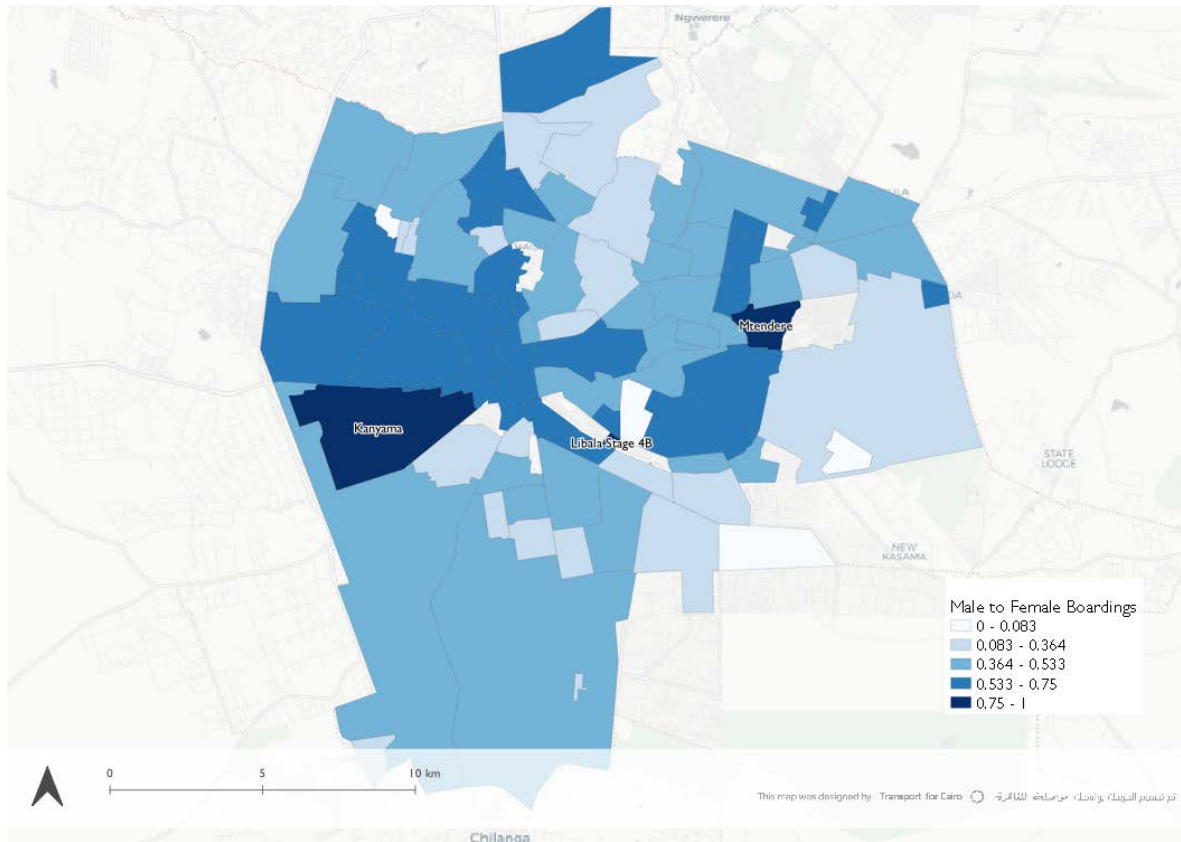 Ngwerere
Mtendere
Kanyama
Libala Stage 4B
STATE
LODGE
NEW
KASAMA
Male to Female Boardings
0 - 0.083
0.083 - 0.364
0.364 - 0.533
0.533 - 0.75
0.75 - 1
0
5
10 km
This map was designed by Transport for Cairo
Chilanga